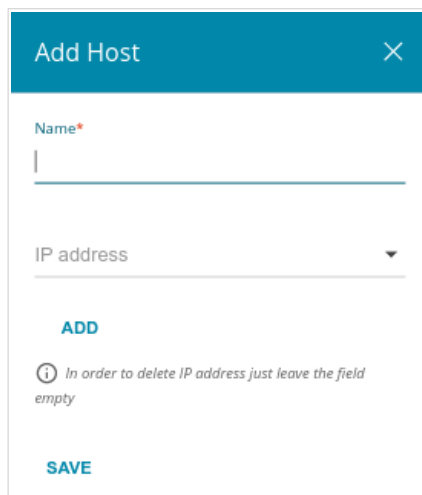 Add Host
Name*
IP address
ADD
In order to delete IP address just leave the field
empty
SAVE